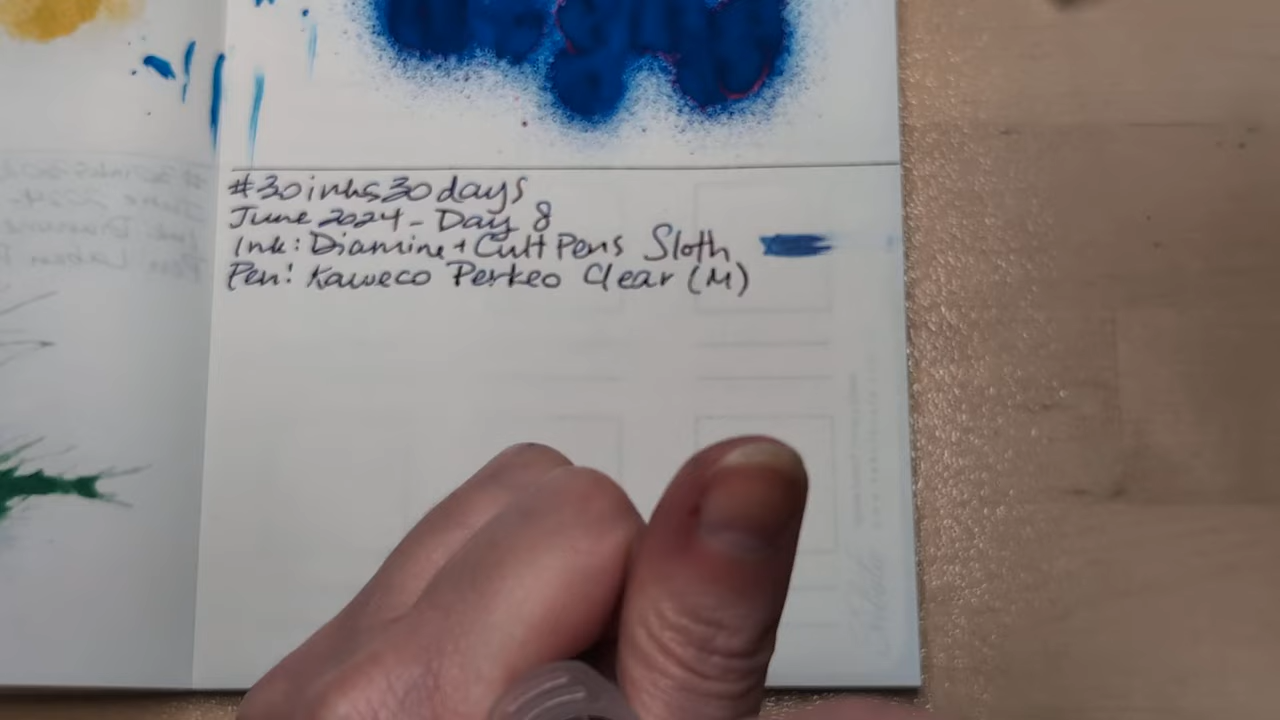 #30inks30days
June 2024 - Day 8
Ink: Diamine + Cult Pens Sloth
Pen: Kaweco Perkeo Clear (M)